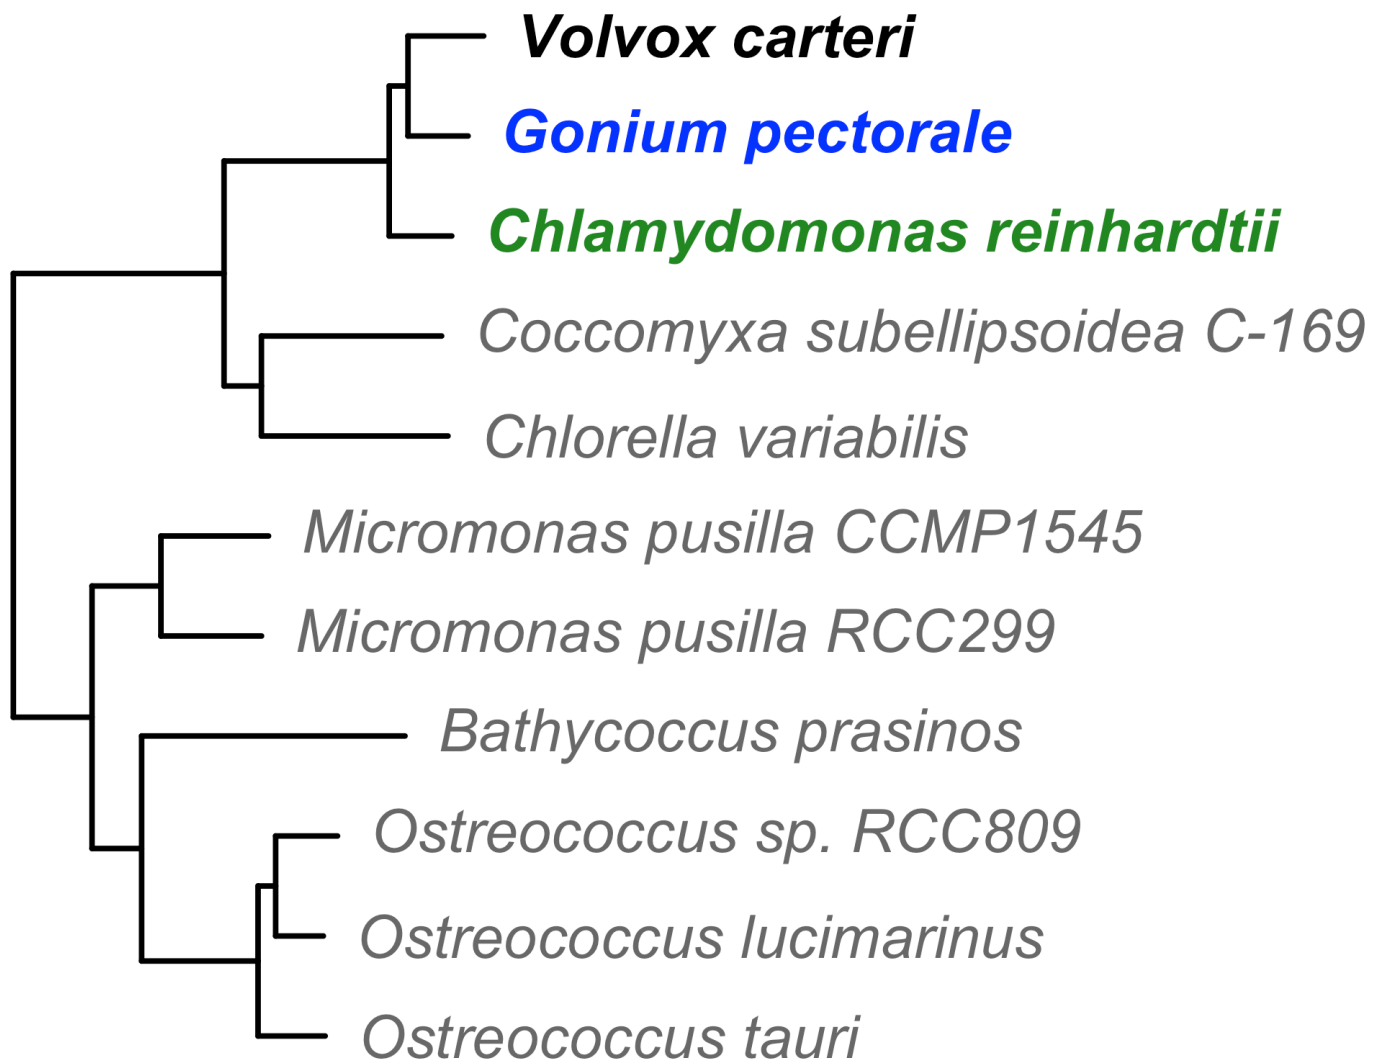 Volvox carteri
Gonium pectorale
Chlamydomonas reinhardtii
Coccomyxa subellipsoidea C-169
Chlorella variabilis
Micromonas pusilla CCMP1545
Micromonas pusilla RCC299
Bathycoccus prasinos
Ostreococcus sp. RCC809
Ostreococcus lucimarinus
Ostreococcus tauri